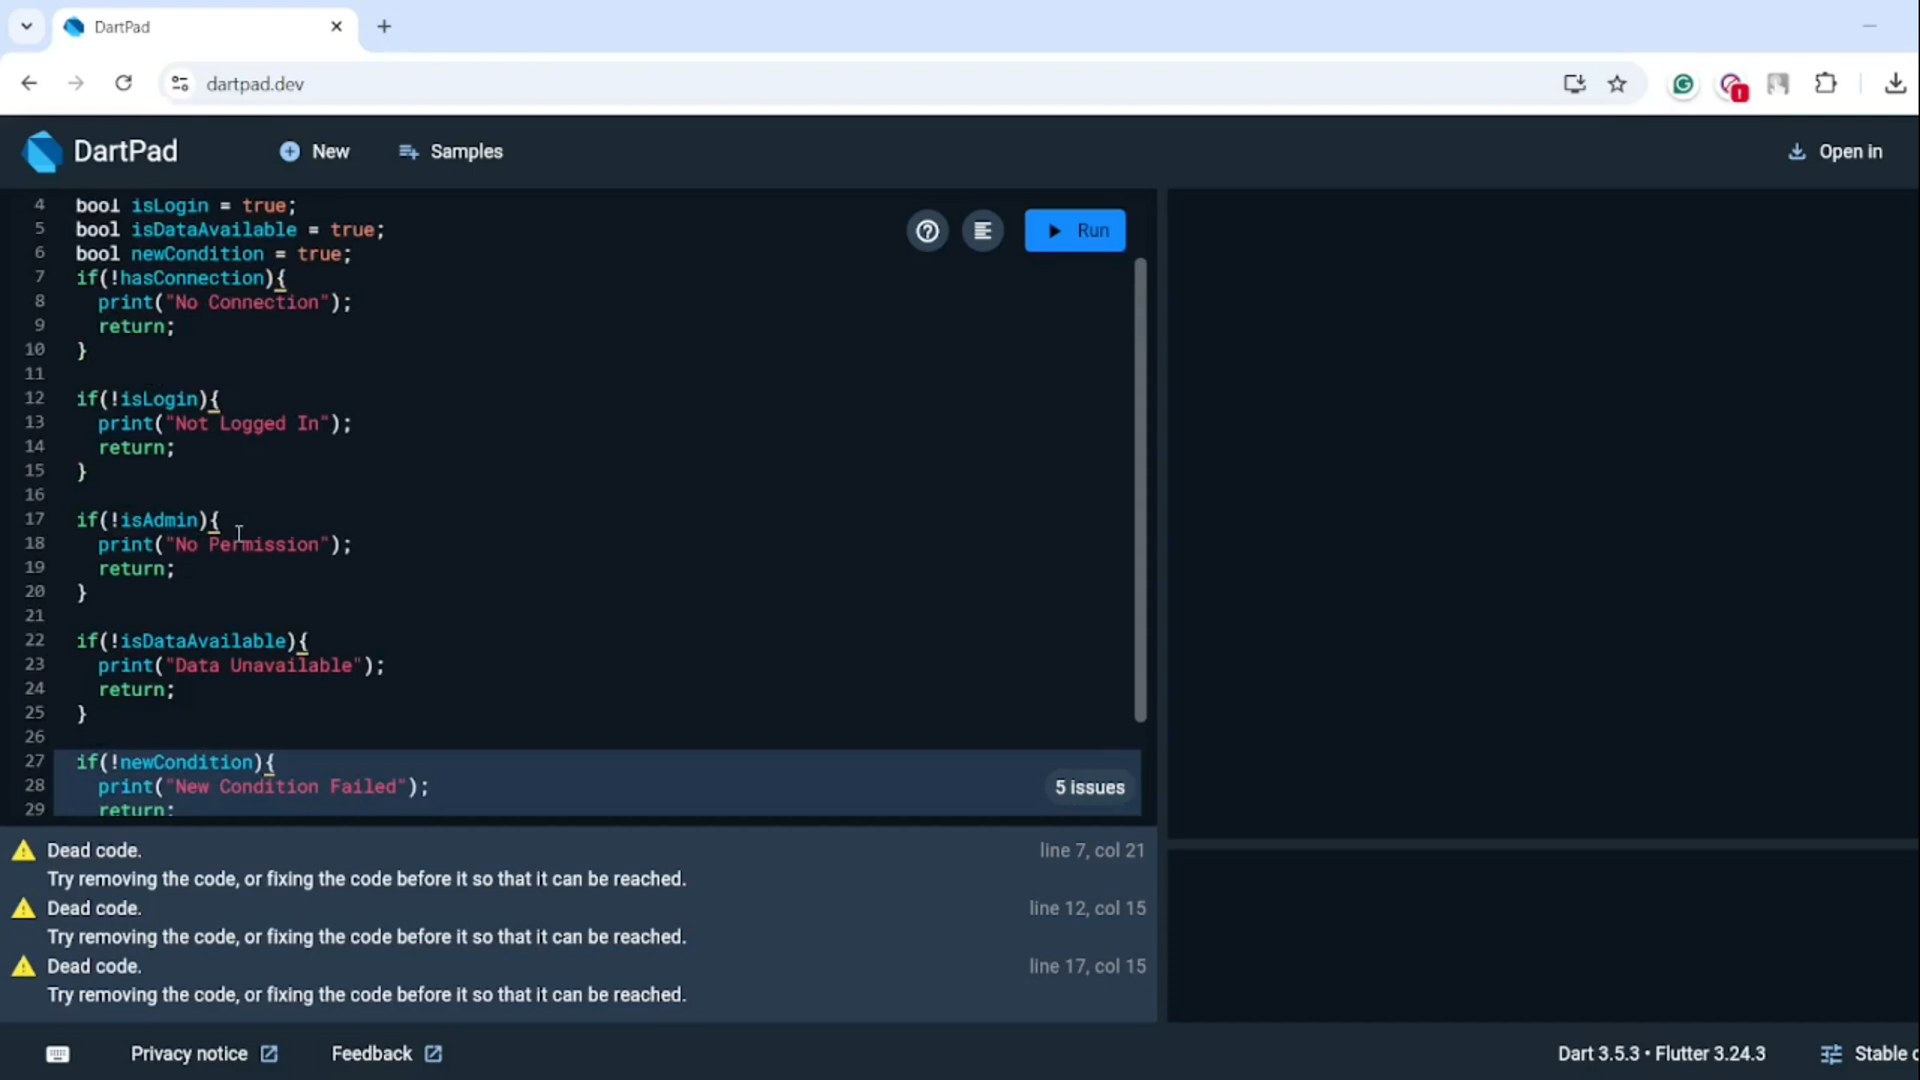 DartPad
dartpad.dev
DartPad
New
Samples
Open in
4 bool isLogin = true;
5 bool isDataAvailable = true;
6 bool newCondition = true;
7 if(!hasConnection){
8 print("No Connection");
9 return;
10 }
11
12 if(!isLogin){
13 print("Not Logged In");
14 return;
15 }
16
17 if(!isAdmin){
18 print("No Permission");
19 return;
20 }
21
22 if(!isDataAvailable){
23 print("Data Unavailable");
24 return;
25 }
26
27 if(!newCondition){
28 print("New Condition Failed");
29 return;
Run
5 issues
Dead code. line 7, col 21
Try removing the code, or fixing the code before it so that it can be reached.
Dead code. line 12, col 15
Try removing the code, or fixing the code before it so that it can be reached.
Dead code. line 17, col 15
Try removing the code, or fixing the code before it so that it can be reached.
Privacy notice
Feedback
Dart 3.5.3 • Flutter 3.24.3
Stable